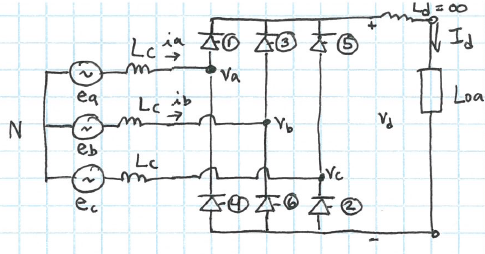 Ld = ∞
+
Lc ia
①
③
⑤
Id
ea
va
Lc ib
Load
N
eb
vb
vd
Lc
vc
ec
④
⑥
②
-